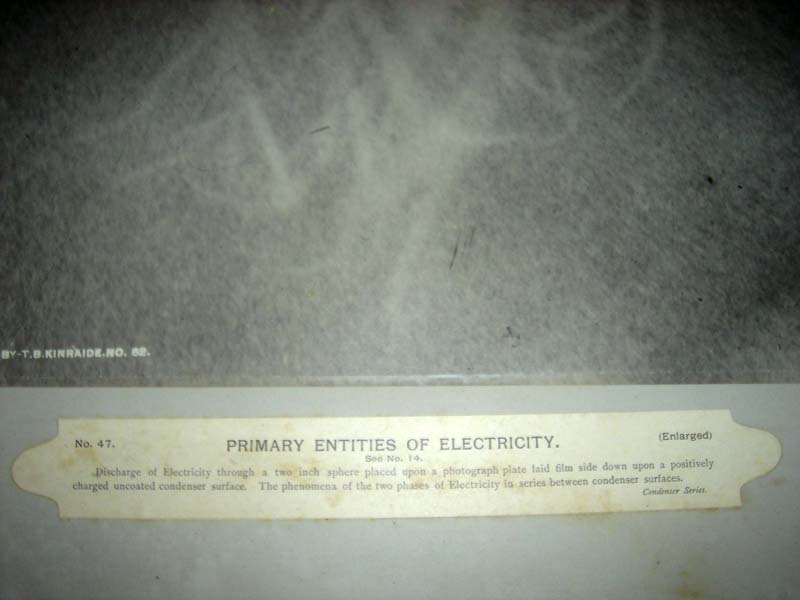 BY-T.B.KINRAIDE.NO. 62.
No. 47.
PRIMARY ENTITIES OF ELECTRICITY.
(Enlarged)
See No. 14.
Discharge of Electricity through a two inch sphere placed upon a photograph plate laid film side down upon a positively
charged uncoated condenser surface. The phenomena of the two phases of Electricity in series between condenser surfaces.
Condenser Series.